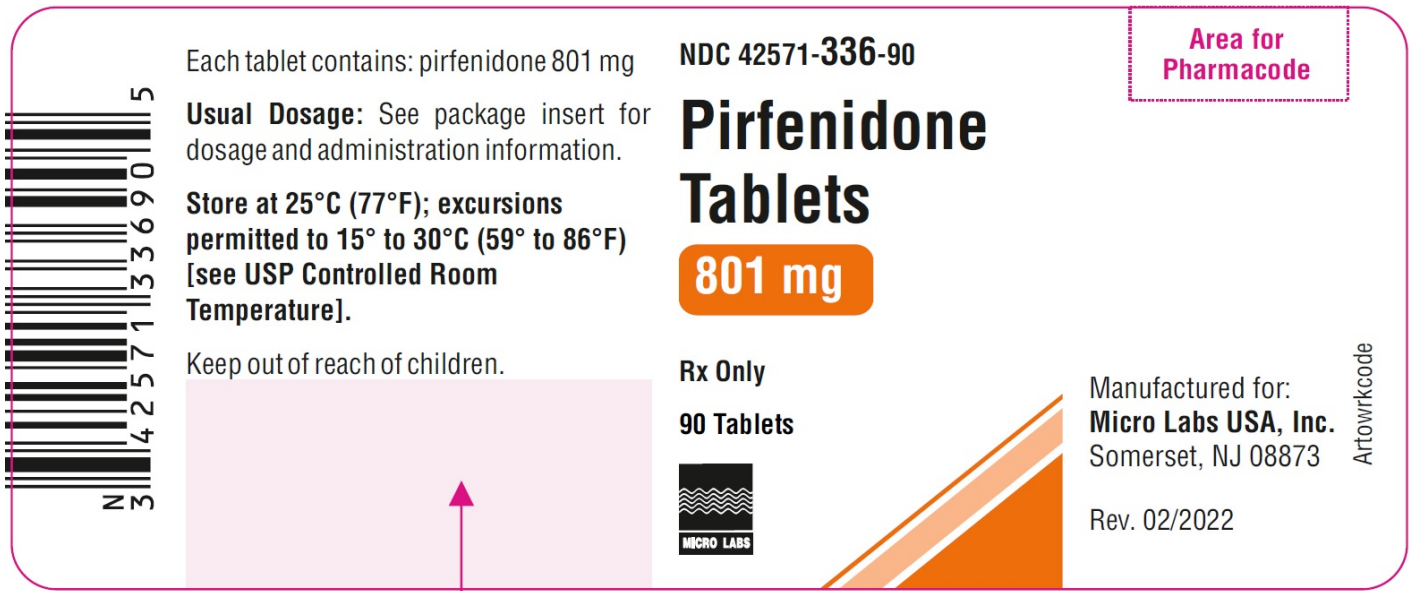 N
3 42571 33690 5
Each tablet contains: pirfenidone 801 mg
Usual Dosage: See package insert for
dosage and administration information.
Store at 25°C (77°F); excursions
permitted to 15° to 30°C (59° to 86°F)
[see USP Controlled Room
Temperature].
Keep out of reach of children.
NDC 42571-336-90
Pirfenidone
Tablets
801 mg
Rx Only
90 Tablets
MICRO LABS
Area for
Pharmacode
Manufactured for:
Micro Labs USA, Inc.
Somerset, NJ 08873
Rev. 02/2022
Artowrkcode